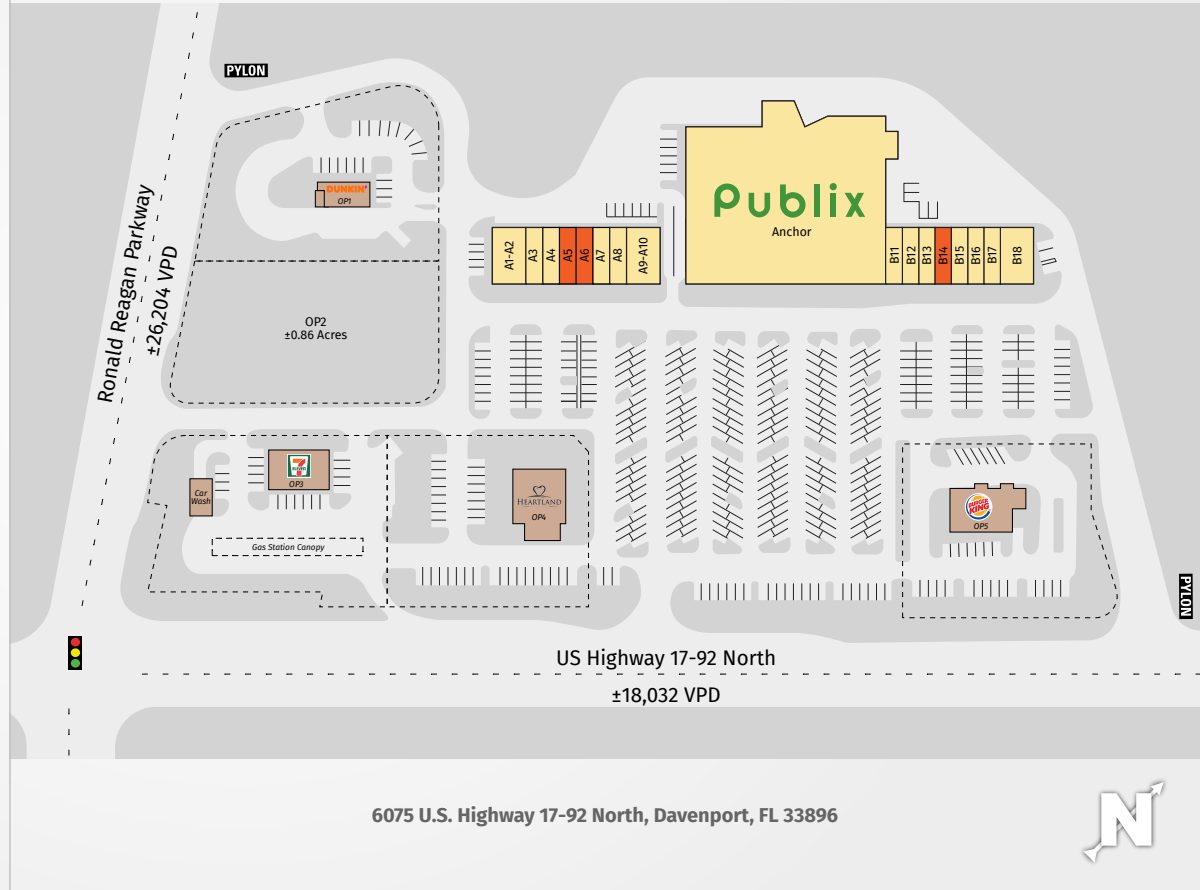 PYLON
Ronald Reagan Parkway
±26,204 VPD
DUNKIN'
OP1
OP2
±0.86 Acres
A1-A2
A3
A4
A5
A6
A7
A8
A9-A10
Publix
Anchor
B11
B12
B13
B14
B15
B16
B17
B18
Car
Wash
7
ELEVEN
OP3
Gas Station Canopy
HEARTLAND
OP4
BURGER
KING
OP5
PYLON
US Highway 17-92 North
±18,032 VPD
6075 U.S. Highway 17-92 North, Davenport, FL 33896
N